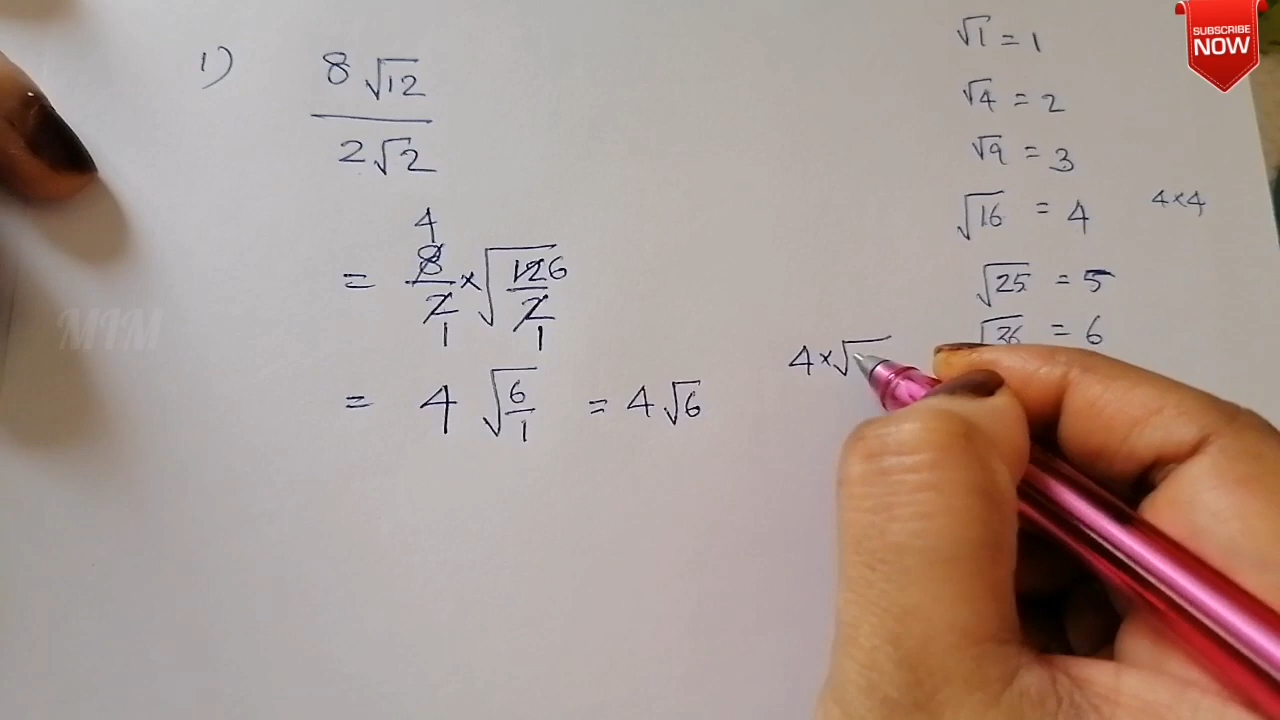 1) 8√12
2√2
4
= 8/2 × √12/2 6
1 1
= 4 √6/1 = 4√6
√1 = 1
√4 = 2
√9 = 3
√16 = 4 4×4
√25 = 5
√36 = 6
4×√
SUBSCRIBE
NOW
MIM